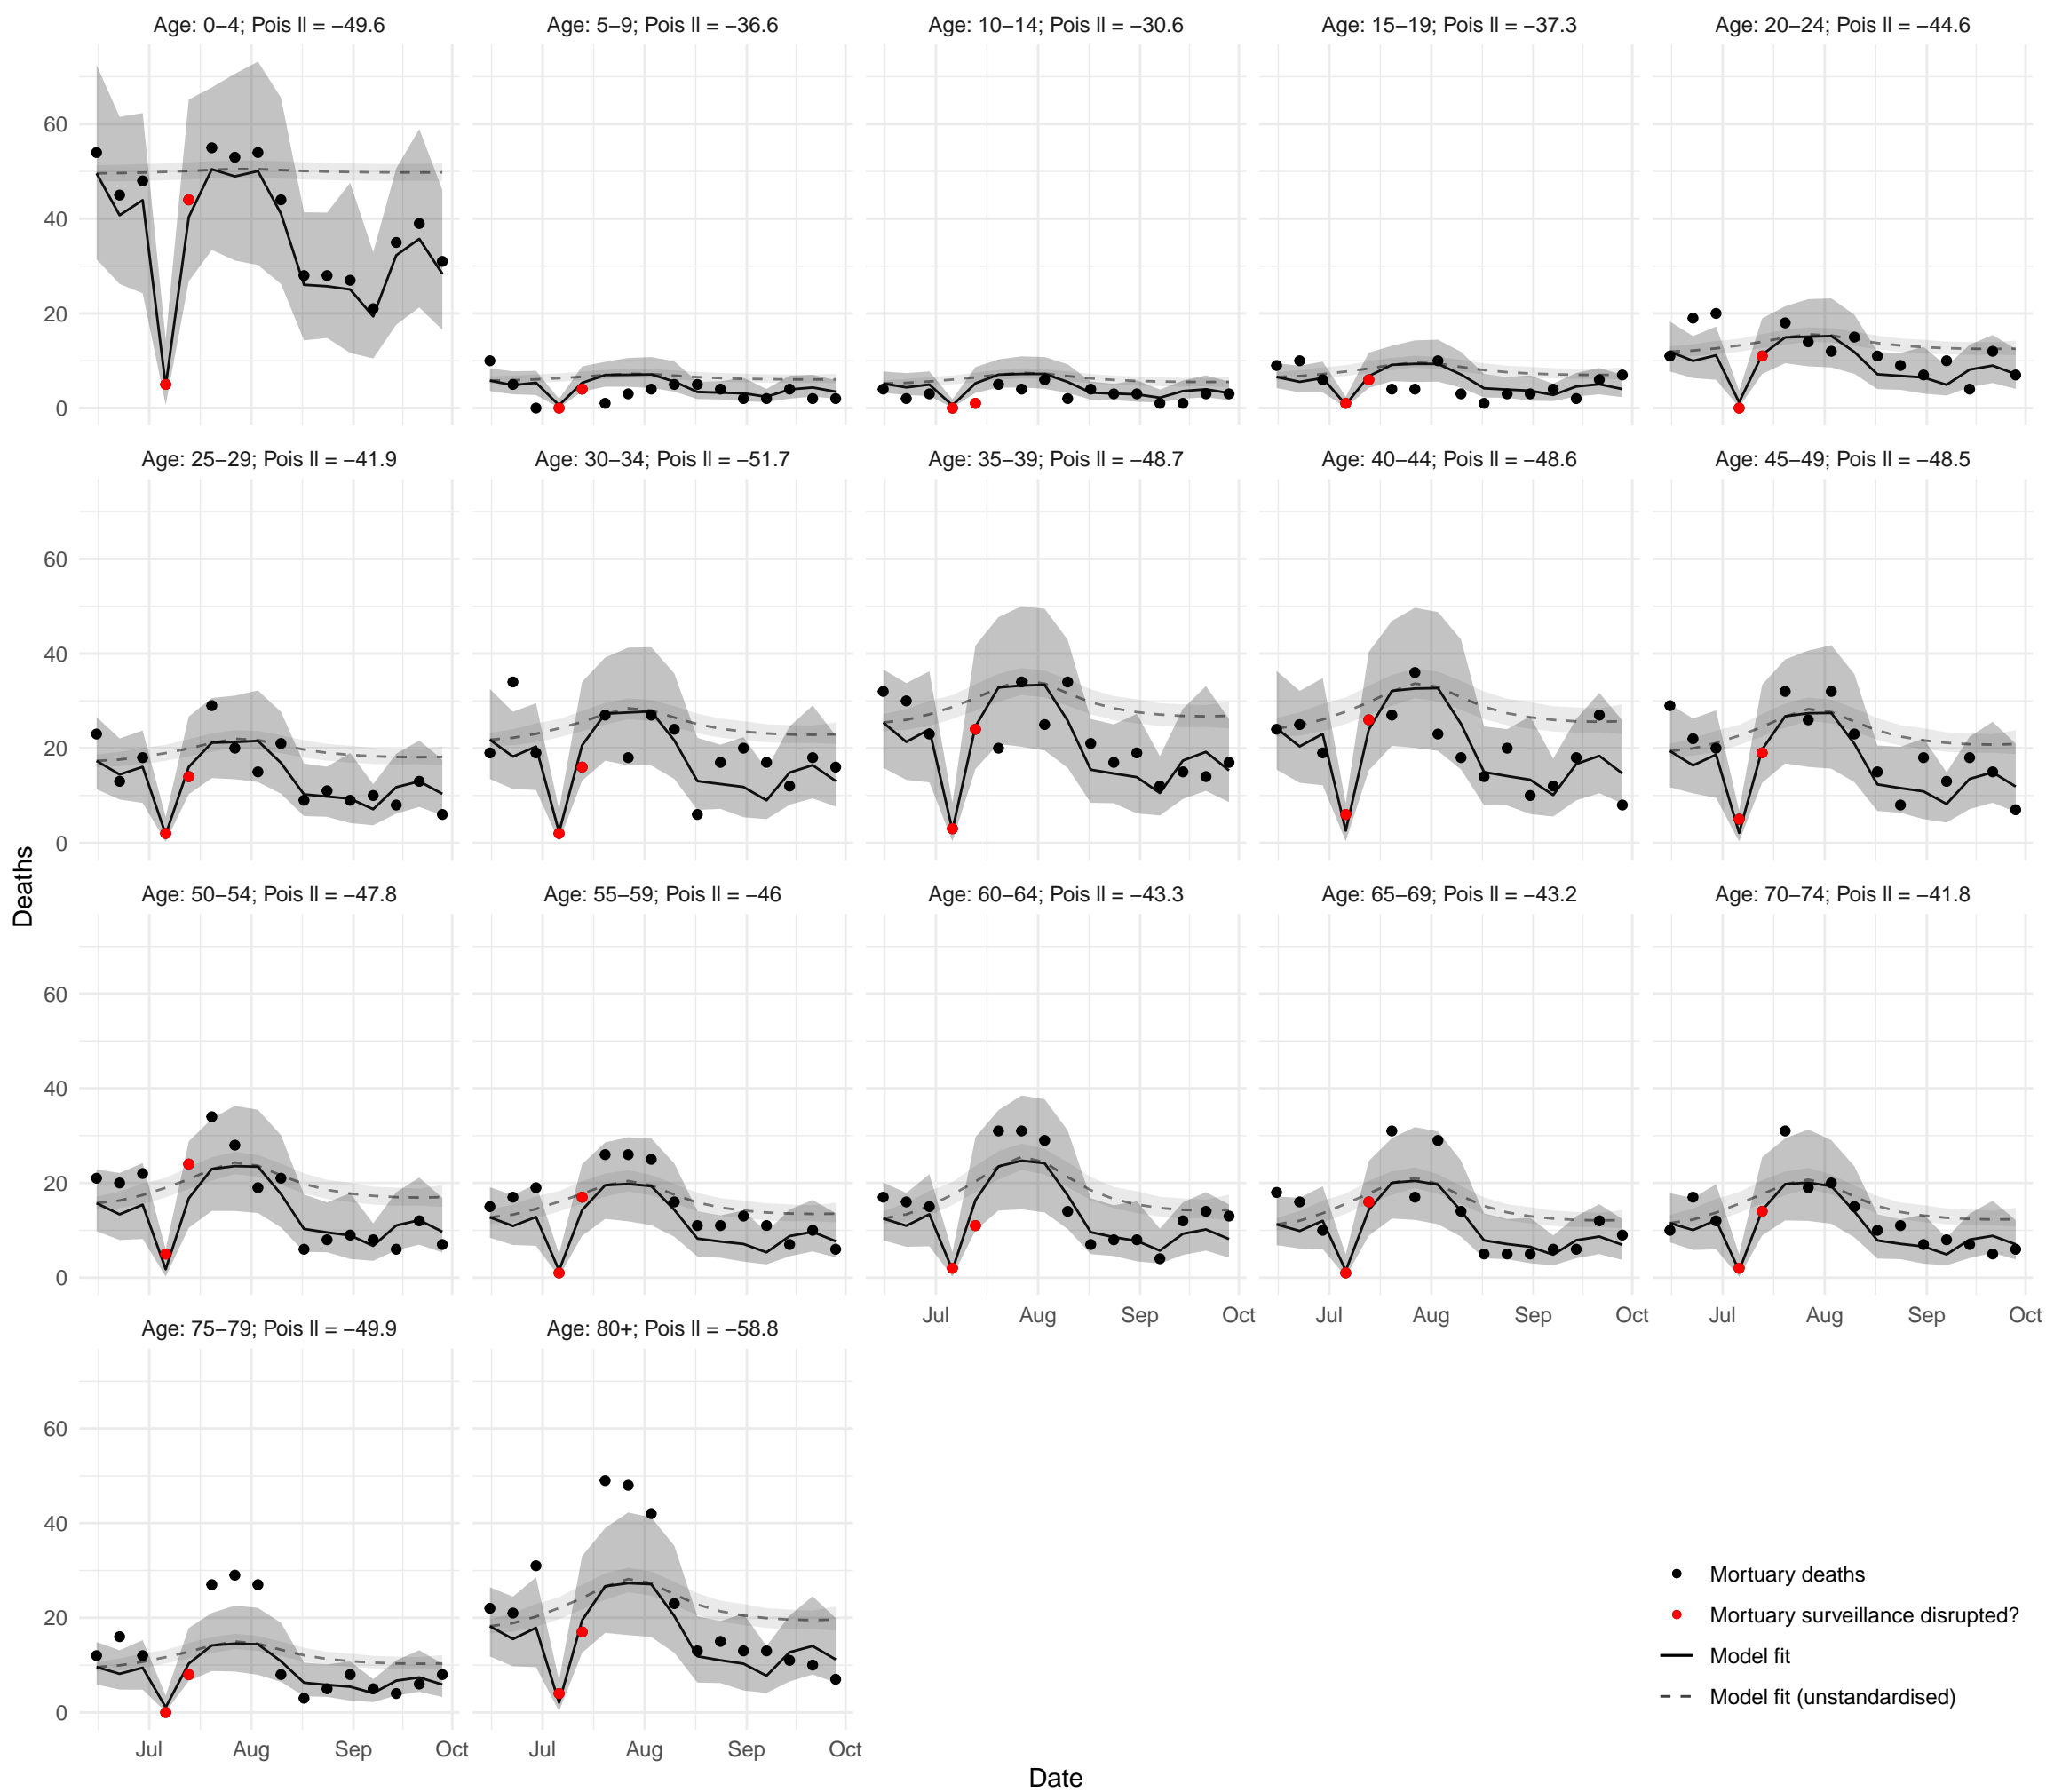 Age: 0−4; Pois ll = −49.6
Age: 5−9; Pois ll = −36.6
Age: 10−14; Pois ll = −30.6
Age: 15−19; Pois ll = −37.3
Age: 20−24; Pois ll = −44.6
60
40
20
0
Age: 25−29; Pois ll = −41.9
Age: 30−34; Pois ll = −51.7
Age: 35−39; Pois ll = −48.7
Age: 40−44; Pois ll = −48.6
Age: 45−49; Pois ll = −48.5
60
40
20
0
Deaths
Age: 50−54; Pois ll = −47.8
Age: 55−59; Pois ll = −46
Age: 60−64; Pois ll = −43.3
Age: 65−69; Pois ll = −43.2
Age: 70−74; Pois ll = −41.8
60
40
20
0
Jul Aug Sep Oct
Jul Aug Sep Oct
Jul Aug Sep Oct
Age: 75−79; Pois ll = −49.9
Age: 80+; Pois ll = −58.8
60
40
20
0
Jul Aug Sep Oct
Jul Aug Sep Oct
Mortuary deaths
Mortuary surveillance disrupted?
Model fit
Model fit (unstandardised)
Date